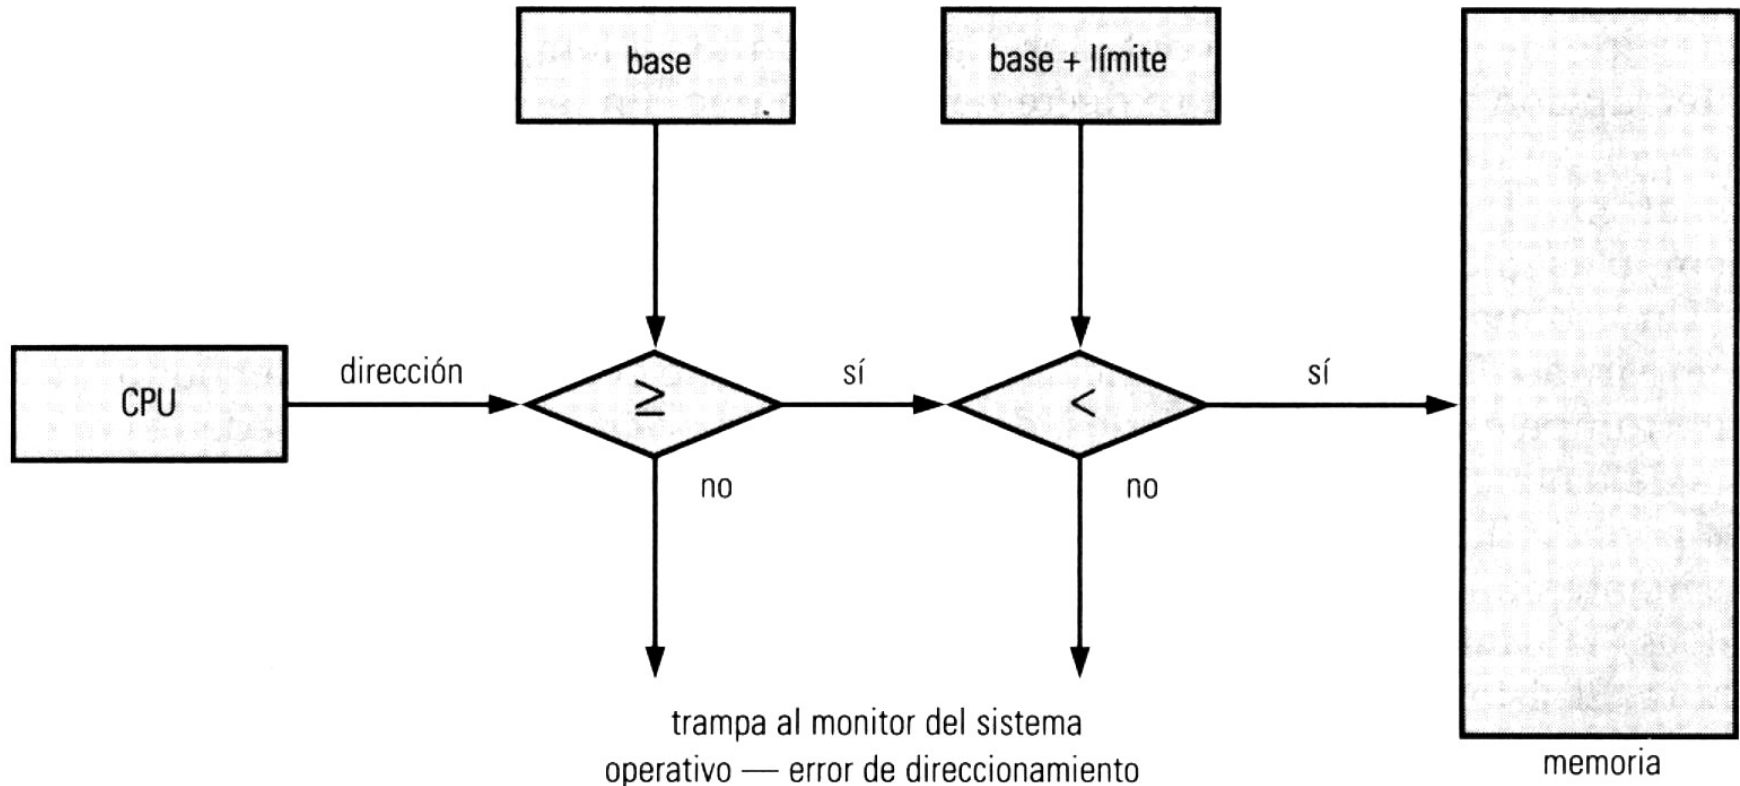 base
base + límite
CPU
dirección
≥
sí
<
sí
no
no
trampa al monitor del sistema
operativo — error de direccionamiento
memoria